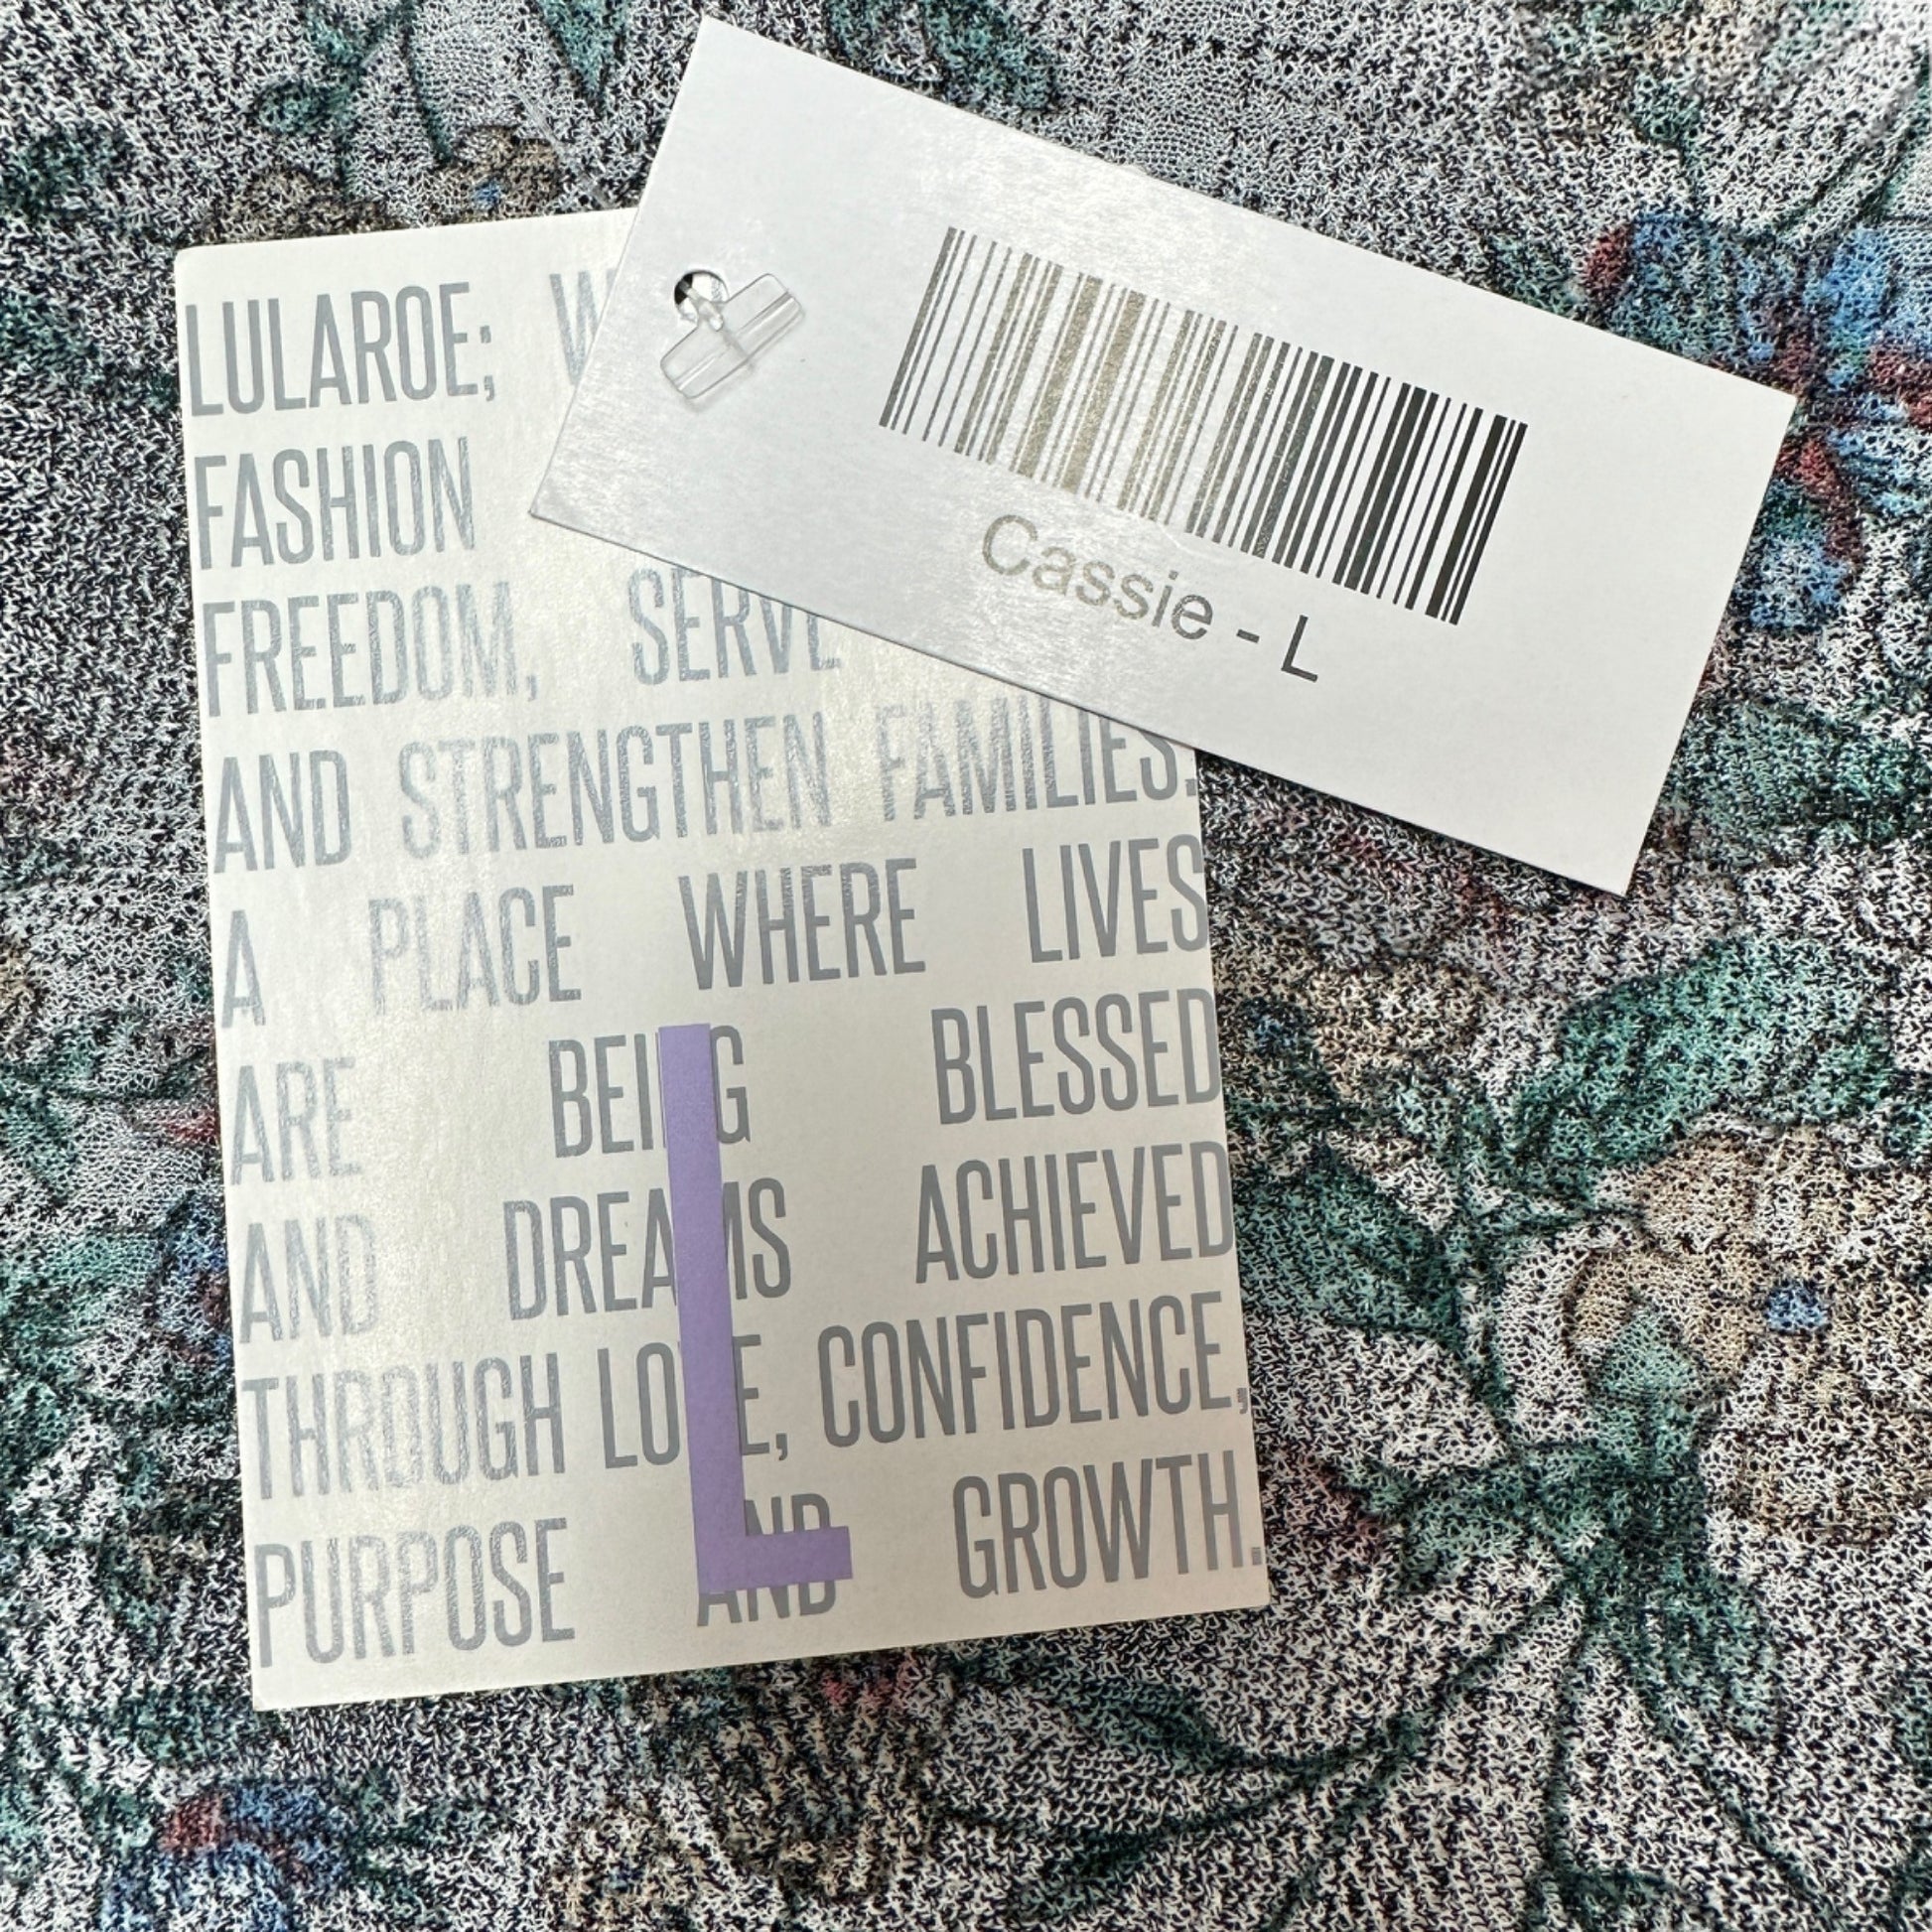 LULAROE;
FASHION
FREEDOM, SERVE
AND STRENGTHEN FAMILIES.
A PLACE WHERE LIVES
ARE BEING BLESSED
AND DREAMS ACHIEVED
THROUGH LOVE, CONFIDENCE,
PURPOSE AND GROWTH.
L
Cassie - L